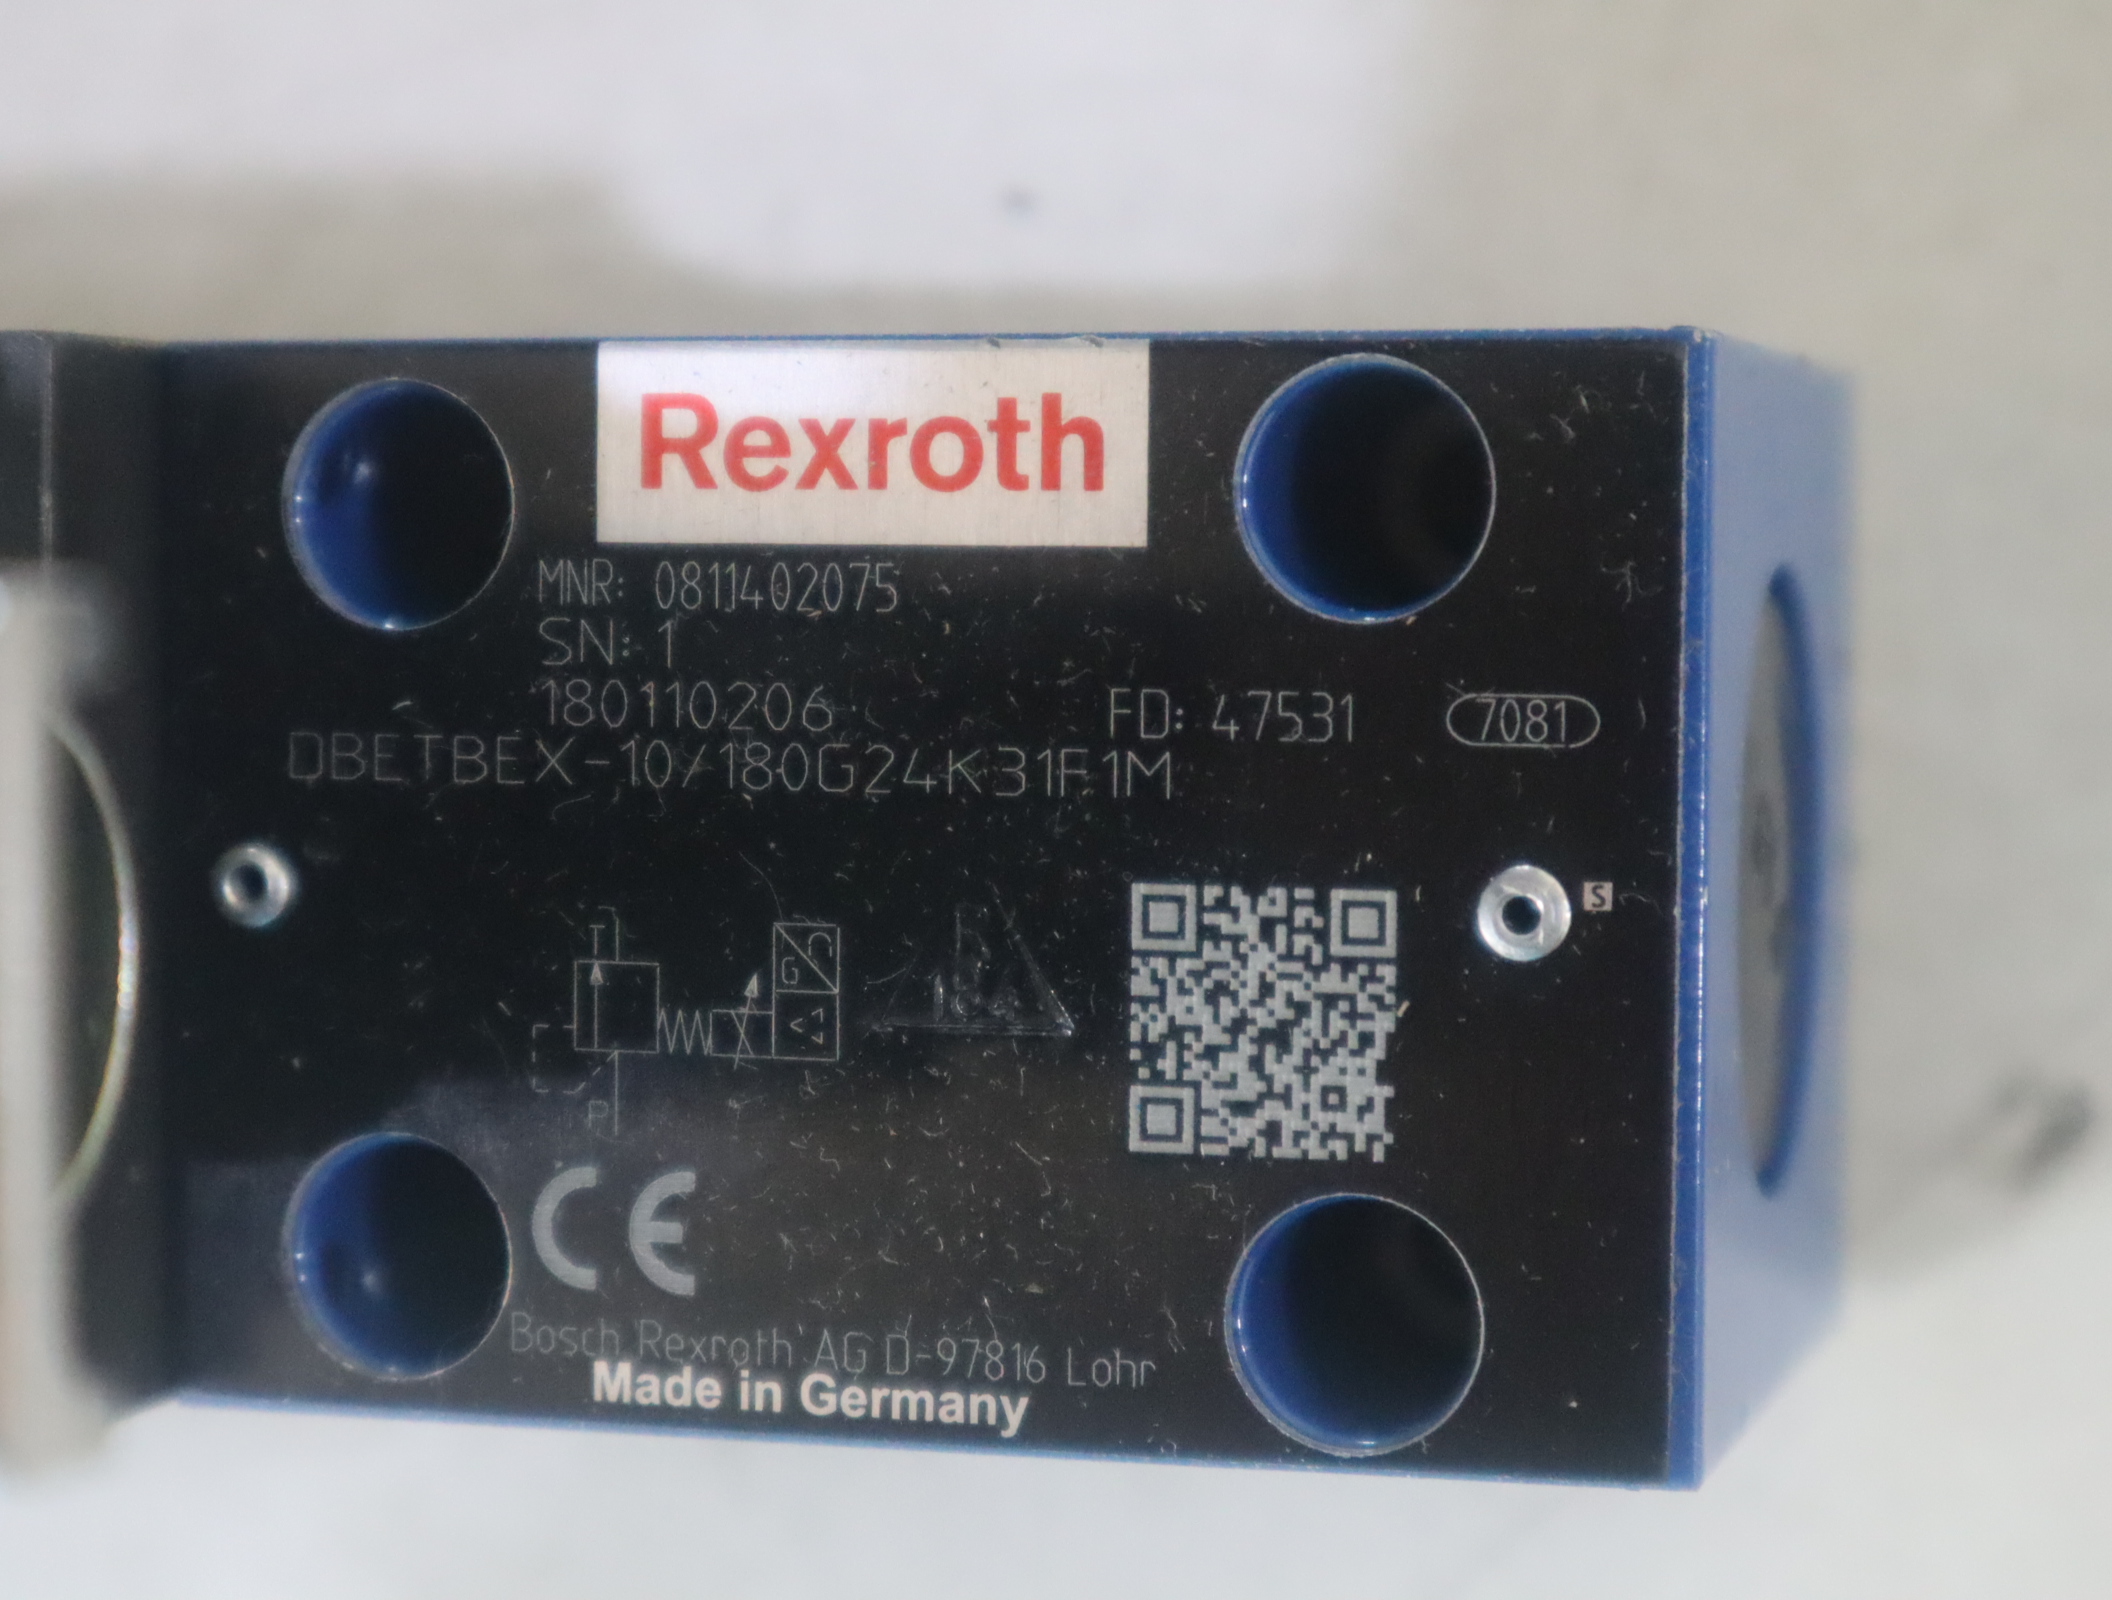 Rexroth
MNR: 0811402075
SN: 1
180110206
FD: 47531
7081
DBETBEX-10/180G24K31F1M
S
T
U
G
P
CE
Bosch Rexroth AG D-97816 Lohr
Made in Germany